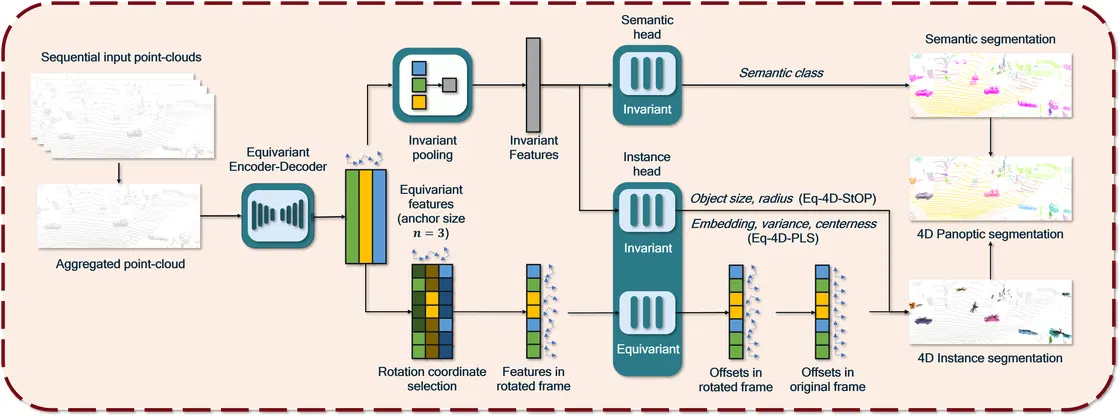 Sequential input point-clouds
Aggregated point-cloud
Equivariant
Encoder-Decoder
Equivariant
features
(anchor size
n = 3)
Invariant
pooling
Invariant
Features
Rotation coordinate
selection
Features in
rotated frame
Semantic
head
Invariant
Instance
head
Invariant
Equivariant
Semantic class
Object size, radius (Eq-4D-StOP)
Embedding, variance, centerness
(Eq-4D-PLS)
Offsets in
rotated frame
Offsets in
original frame
Semantic segmentation
4D Panoptic segmentation
4D Instance segmentation